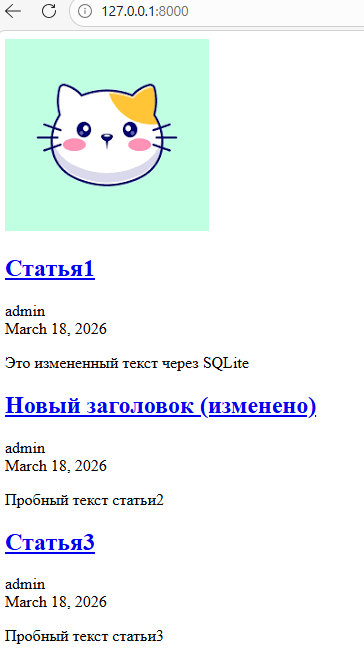 127.0.0.1:8000
Статья1
admin
March 18, 2026
Это измененный текст через SQLite
Новый заголовок (изменено)
admin
March 18, 2026
Пробный текст статьи2
Статья3
admin
March 18, 2026
Пробный текст статьи3